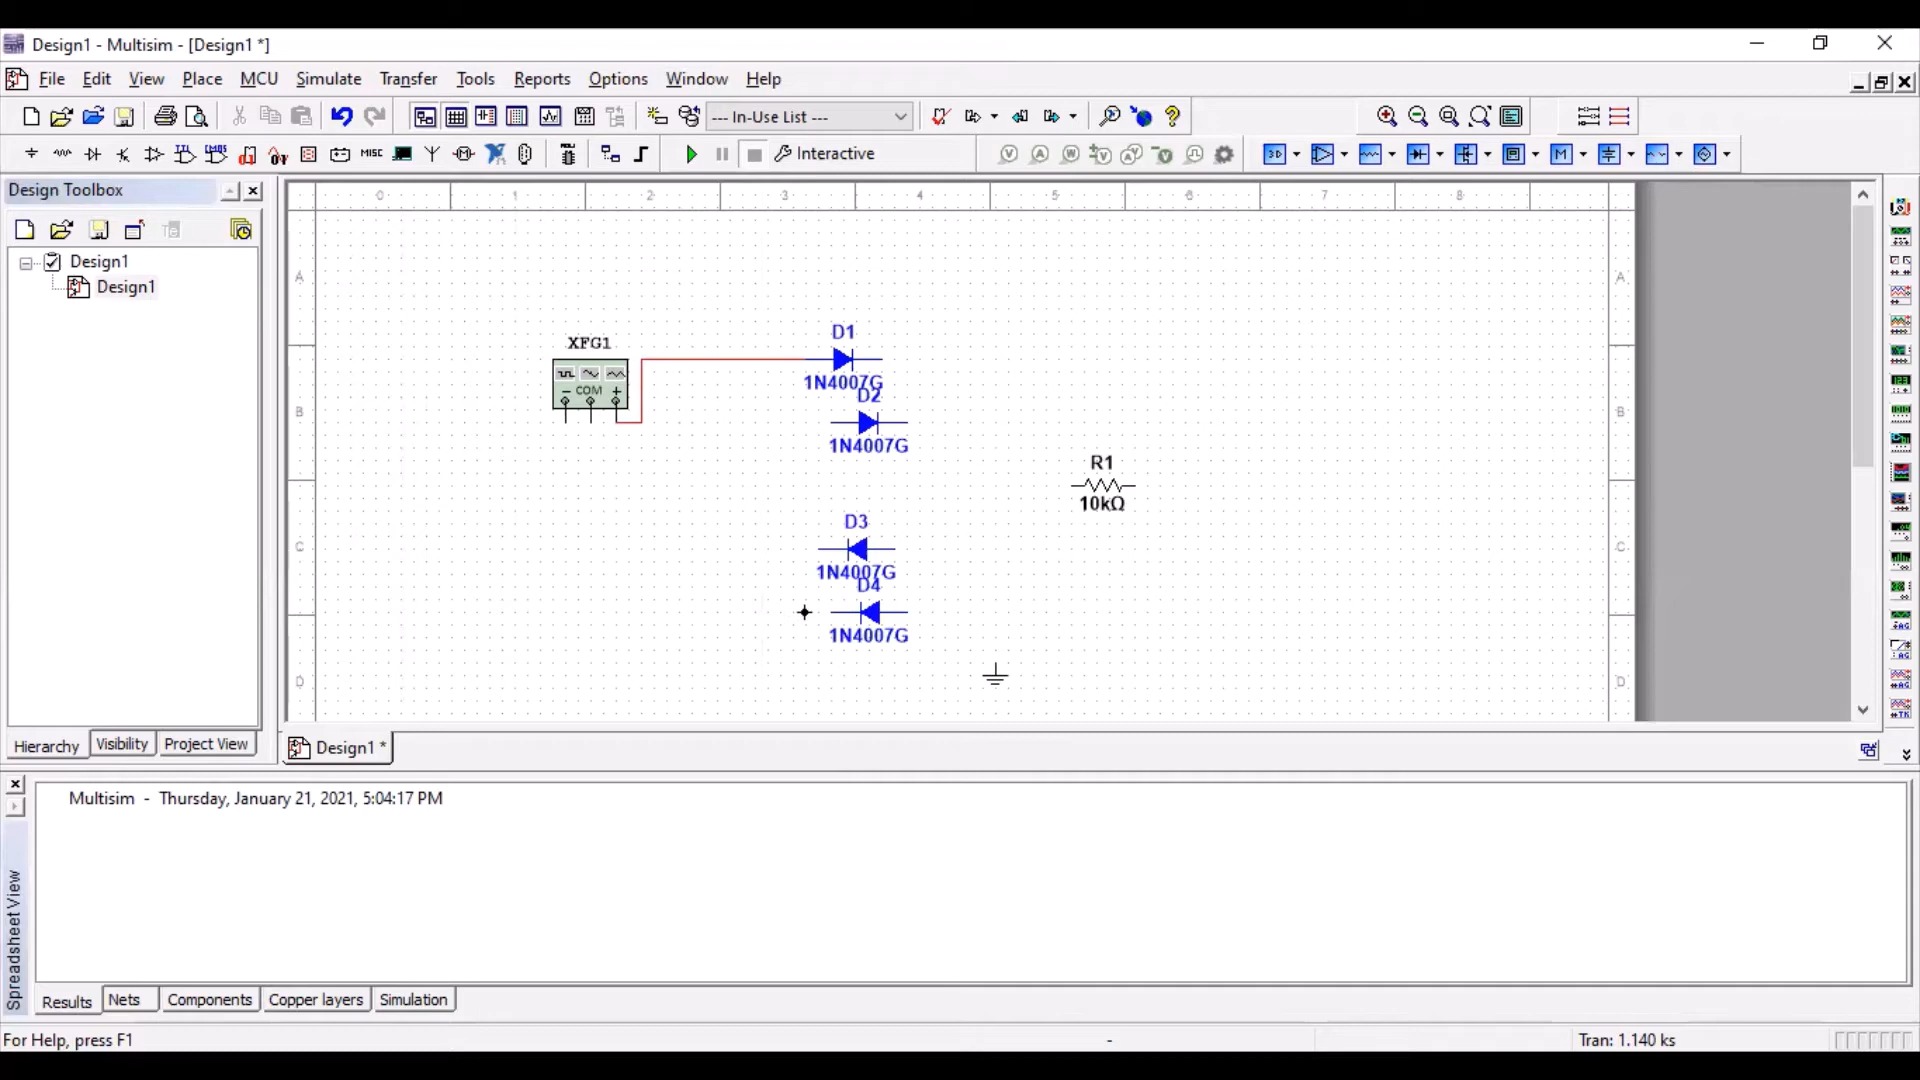 Design1 - Multisim - [Design1 *]
File Edit View Place MCU Simulate Transfer Tools Reports Options Window Help
--- In-Use List ---
MISC
Interactive
3D
M
Design Toolbox
Design1
Design1
Hierarchy
Visibility
Project View
0 1 2 3 4 5 6 7 8
A
B
C
D
A
B
C
D
XFG1
COM
D1
1N4007G
D2
1N4007G
R1
10kΩ
D3
1N4007G
D4
1N4007G
Design1 *
Multisim - Thursday, January 21, 2021, 5:04:17 PM
Spreadsheet View
Results Nets Components Copper layers Simulation
For Help, press F1
-
Tran: 1.140 ks